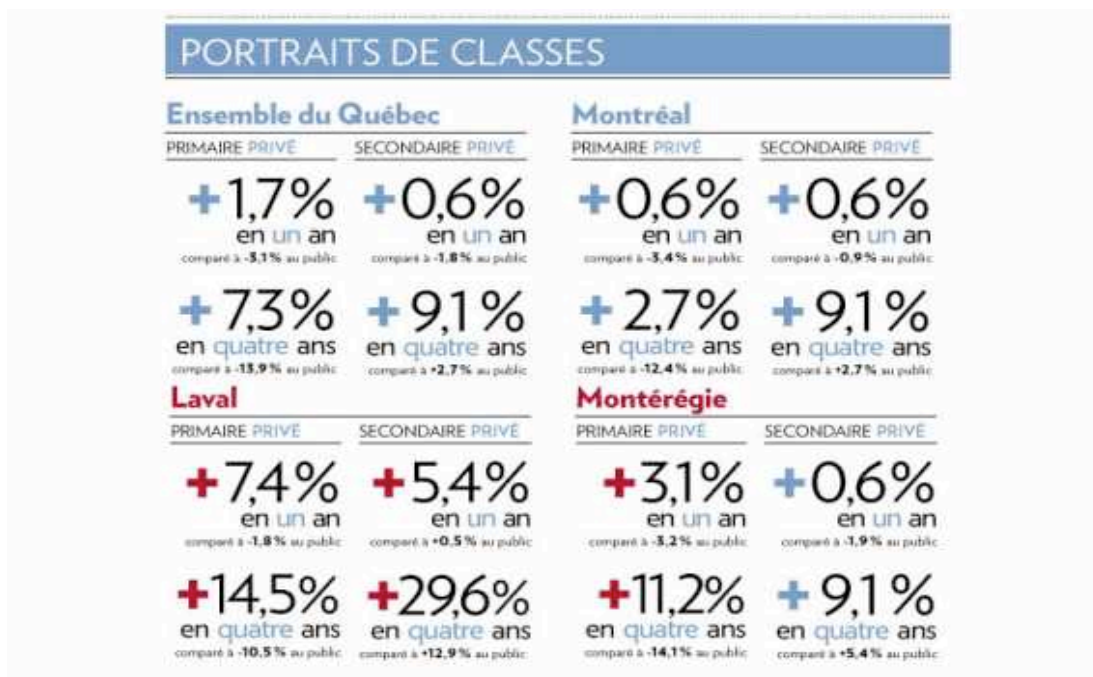 PORTRAITS DE CLASSES
Ensemble du Québec
PRIMAIRE PRIVÉ
+1,7%
en un an
comparé à -3,1% au public
+7,3%
en quatre ans
comparé à -13,9% au public
SECONDAIRE PRIVÉ
+0,6%
en un an
comparé à -1,8% au public
+9,1%
en quatre ans
comparé à +2,7% au public
Montréal
PRIMAIRE PRIVÉ
+0,6%
en un an
comparé à -3,4% au public
+2,7%
en quatre ans
comparé à -12,4% au public
SECONDAIRE PRIVÉ
+0,6%
en un an
comparé à -0,9% au public
+9,1%
en quatre ans
comparé à +2,7% au public
Laval
PRIMAIRE PRIVÉ
+7,4%
en un an
comparé à -1,8% au public
+14,5%
en quatre ans
comparé à -10,5% au public
SECONDAIRE PRIVÉ
+5,4%
en un an
comparé à +0,5% au public
+29,6%
en quatre ans
comparé à +12,9% au public
Montérégie
PRIMAIRE PRIVÉ
+3,1%
en un an
comparé à -3,2% au public
+11,2%
en quatre ans
comparé à -14,1% au public
SECONDAIRE PRIVÉ
+0,6%
en un an
comparé à -1,9% au public
+9,1%
en quatre ans
comparé à +5,4% au public